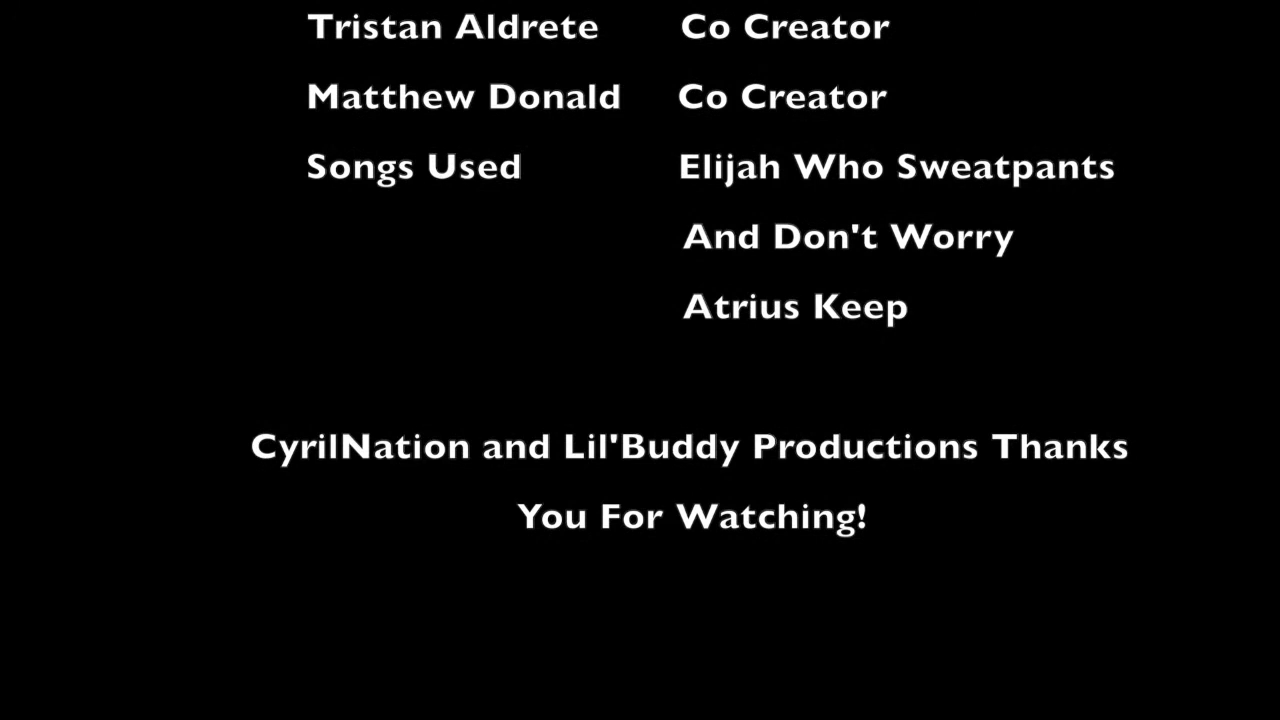 Tristan Aldrete Co Creator
Matthew Donald Co Creator
Songs Used Elijah Who Sweatpants
And Don't Worry
Atrius Keep
CyrilNation and Lil'Buddy Productions Thanks
You For Watching!